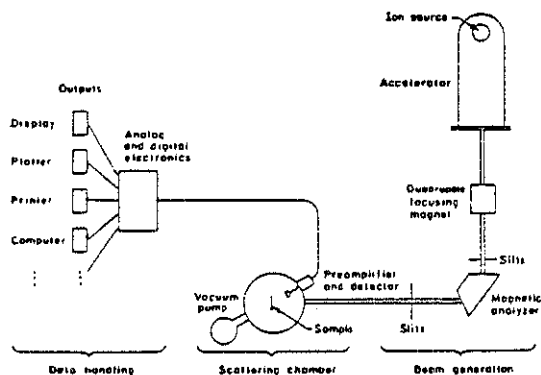 Ion source
Accelerator
Outputs
Display
Plotter
Printer
Computer
Analog
and digital
electronics
Quadrupole
focusing
magnet
Slits
Preamplifier
and detector
Vacuum
pump
Sample
Slits
Magnetic
analyzer
Data handling
Scattering chamber
Beam generation